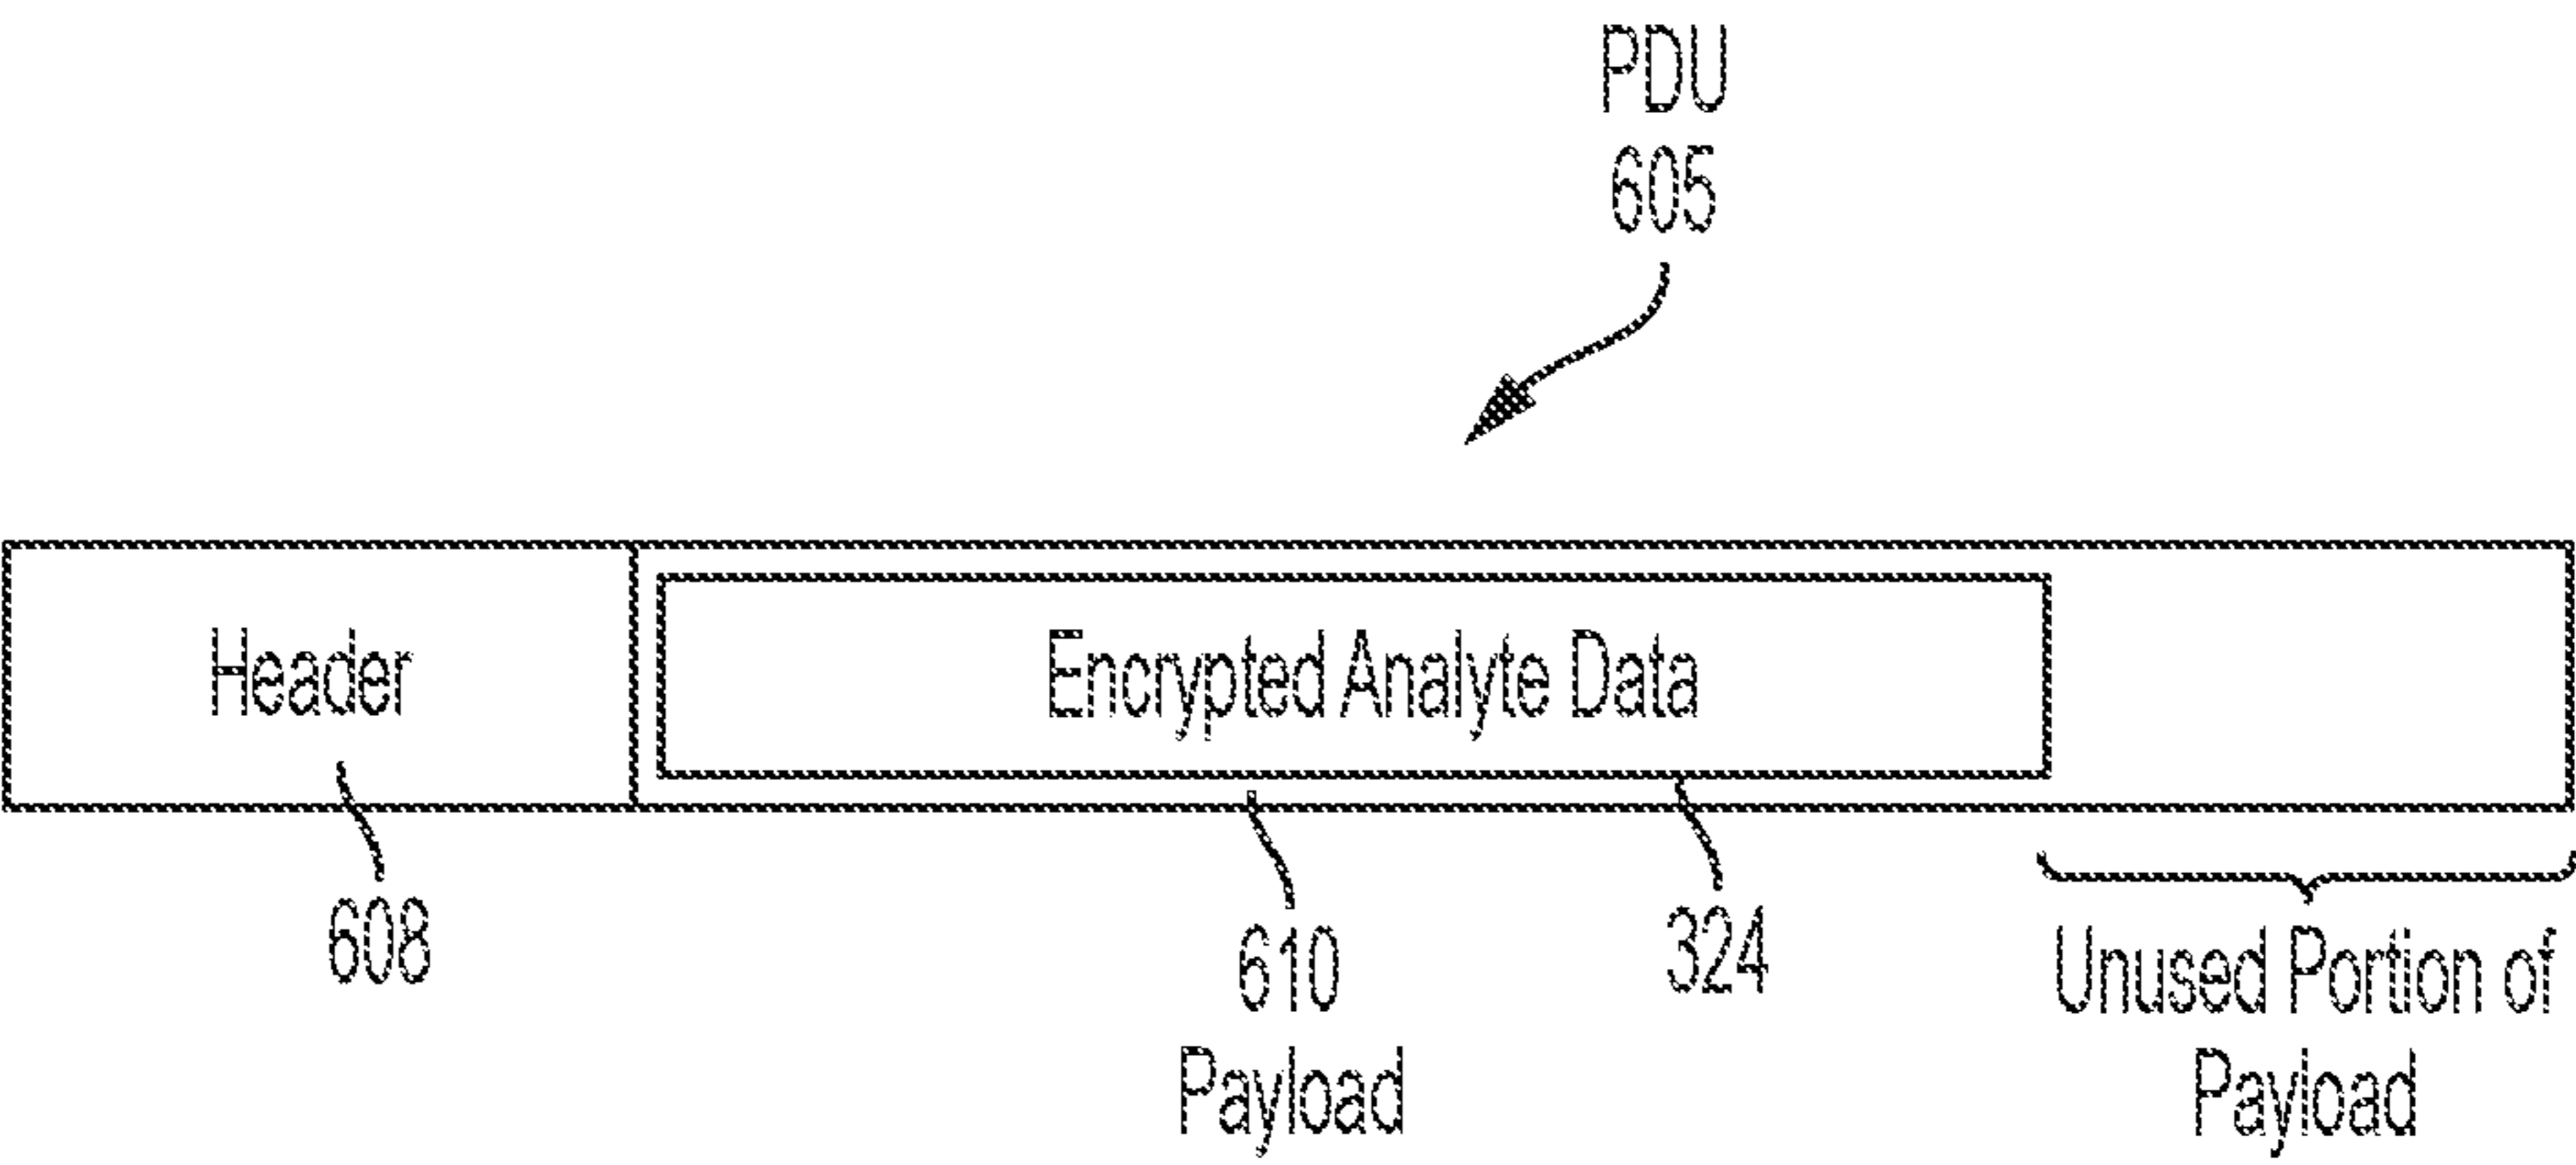 PDU
605
Header
Encrypted Analyte Data
608
610
Payload
324
Unused Portion of
Payload